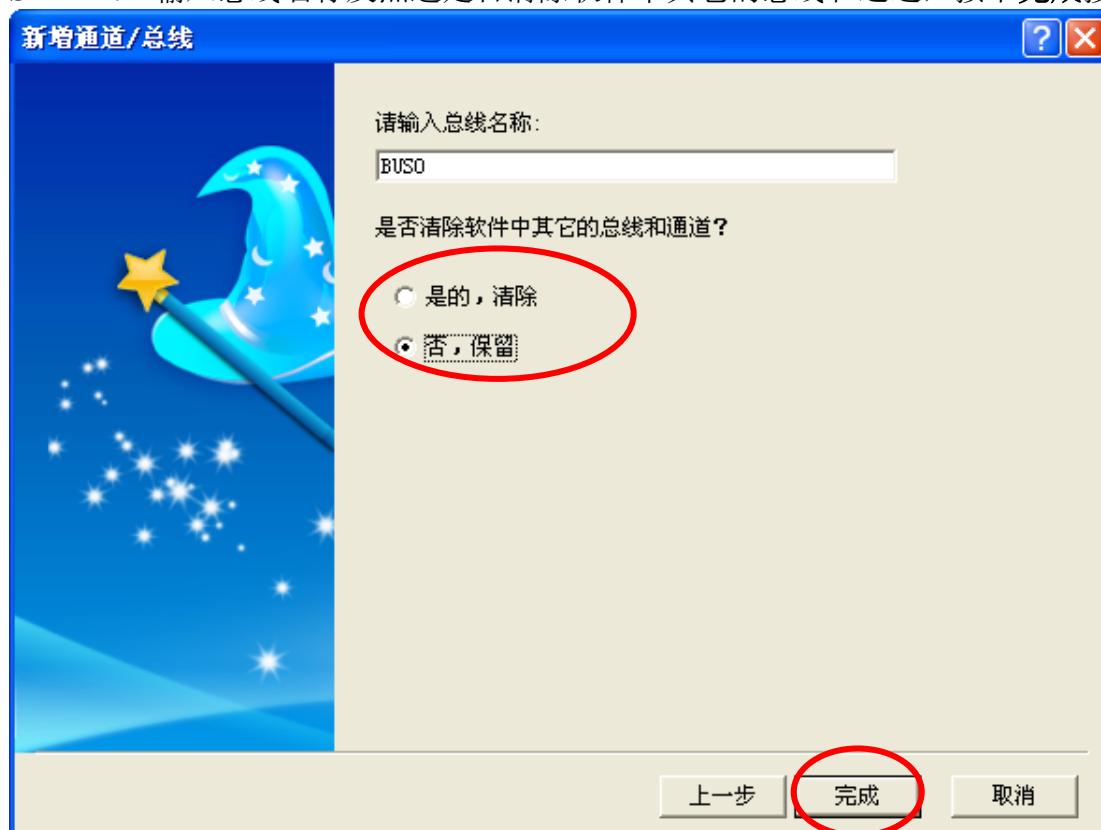 新增通道/总线
请输入总线名称:
BUSO
是否清除软件中其它的总线和通道?
是的，清除
否，保留
上一步 完成 取消